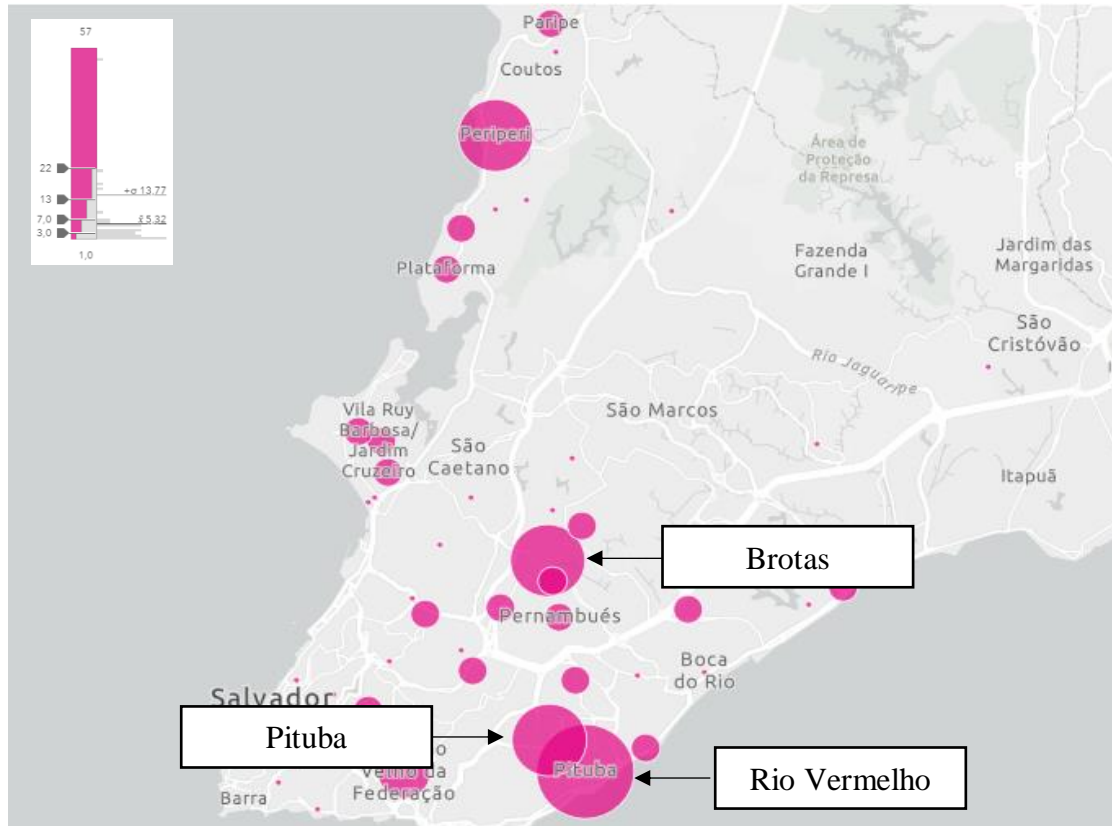 57
22
+σ 13.77
13
7,0
x̄ 5.32
3,0
1,0
Paripe
Coutos
Periperi
Área de
Proteção
da Represa
Plataforma
Fazenda
Grande I
Jardim das
Margaridas
São
Cristóvão
Rio Jaguaripe
Vila Ruy
Barbosa/
Jardim
Cruzeiro
São
Caetano
São Marcos
Itapuã
Brotas
Pernambués
Boca
do Rio
Salvador
Pituba
o
Velho da
Federação
Pituba
Rio Vermelho
Barra